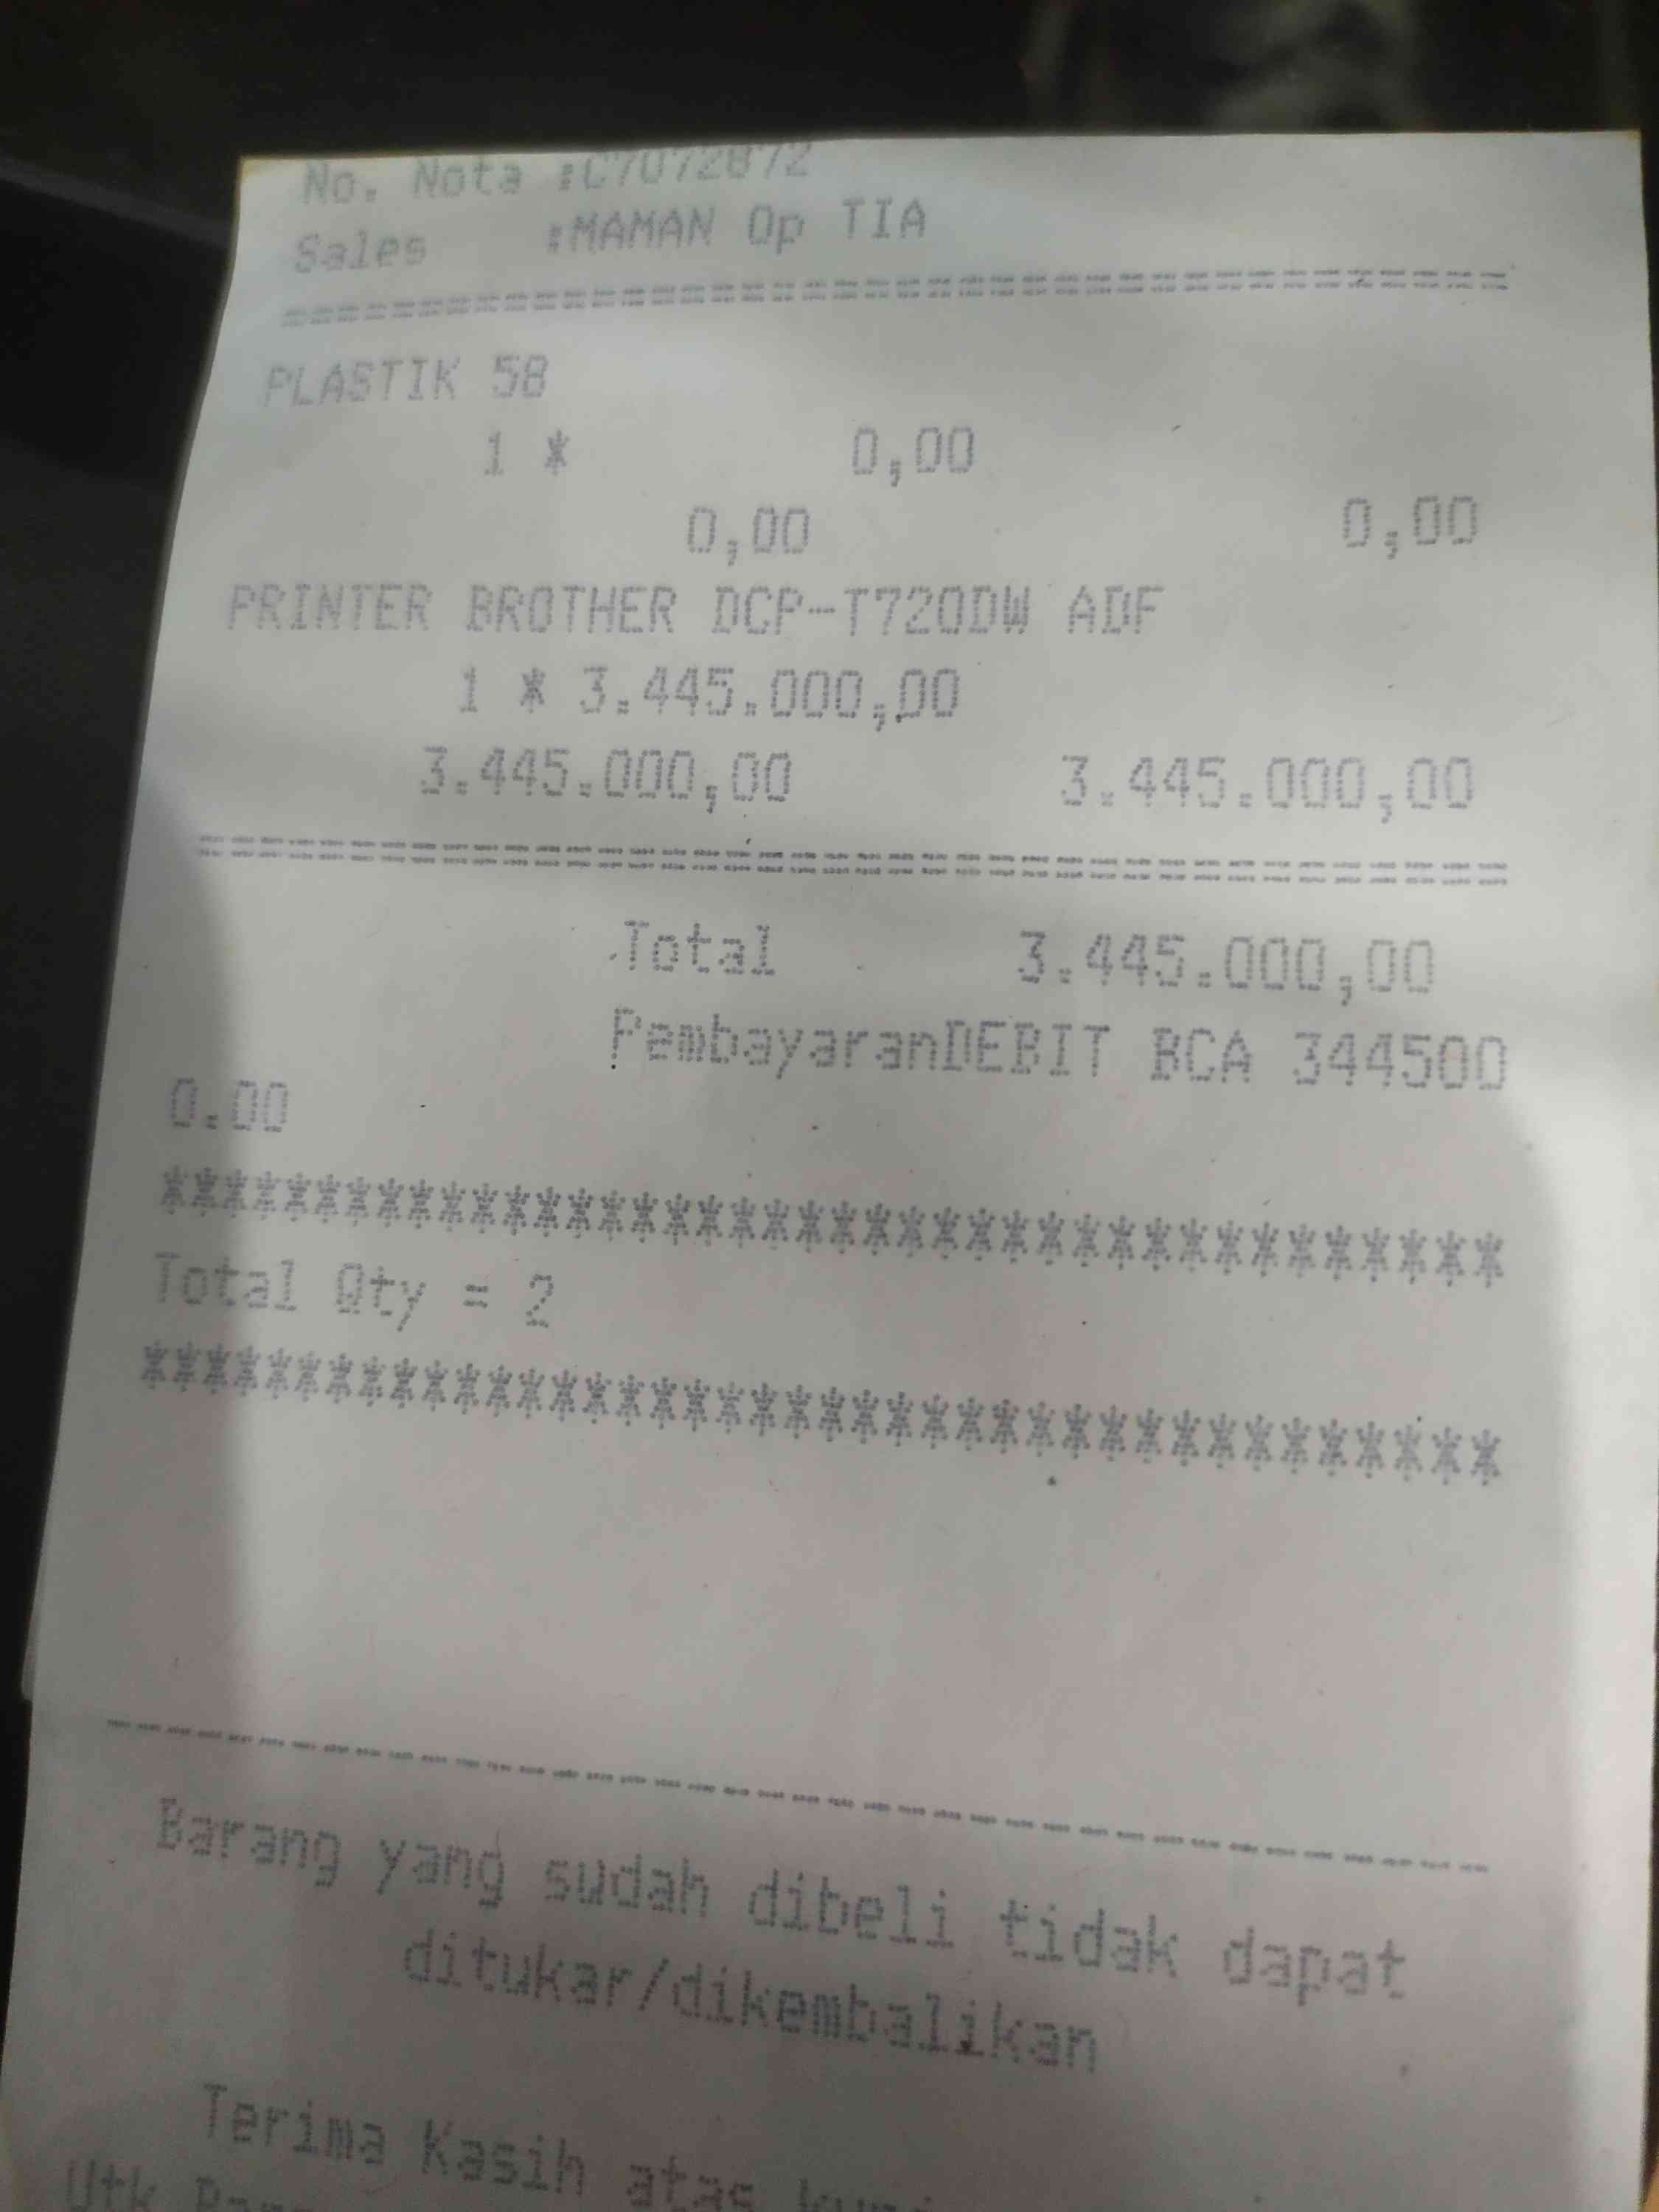 No. Nota :C7072872
Sales :MAMAN Op TIA
PLASTIK 58
1 * 0,00
0,00 0,00
PRINTER BROTHER DCP-T720DW ADF
1 * 3.445.000,00
3.445.000,00 3.445.000,00
Total 3.445.000,00
PembayaranDEBIT BCA 344500
0.00
****************************************
Total Qty = 2
****************************************
Barang yang sudah dibeli tidak dapat
ditukar/dikembalikan
Terima Kasih atas
Utk